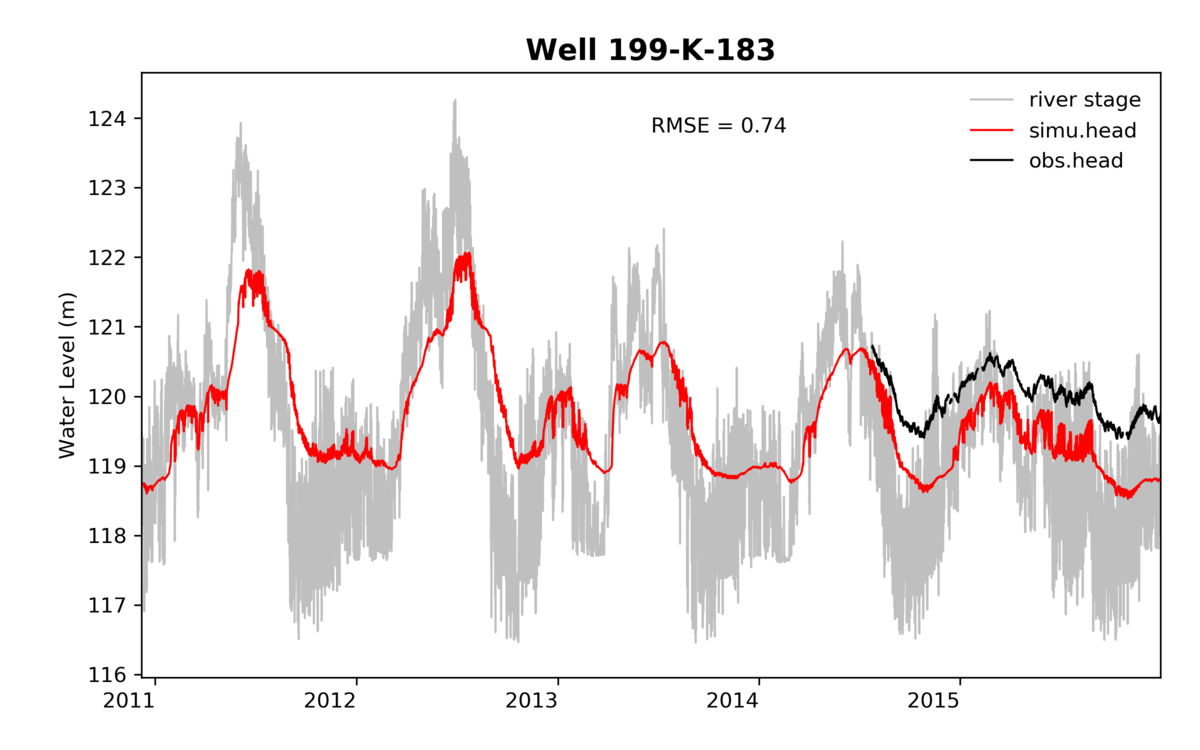 Well 199-K-183
RMSE = 0.74
river stage
simu.head
obs.head
Water Level (m)
124
123
122
121
120
119
118
117
116
2011
2012
2013
2014
2015